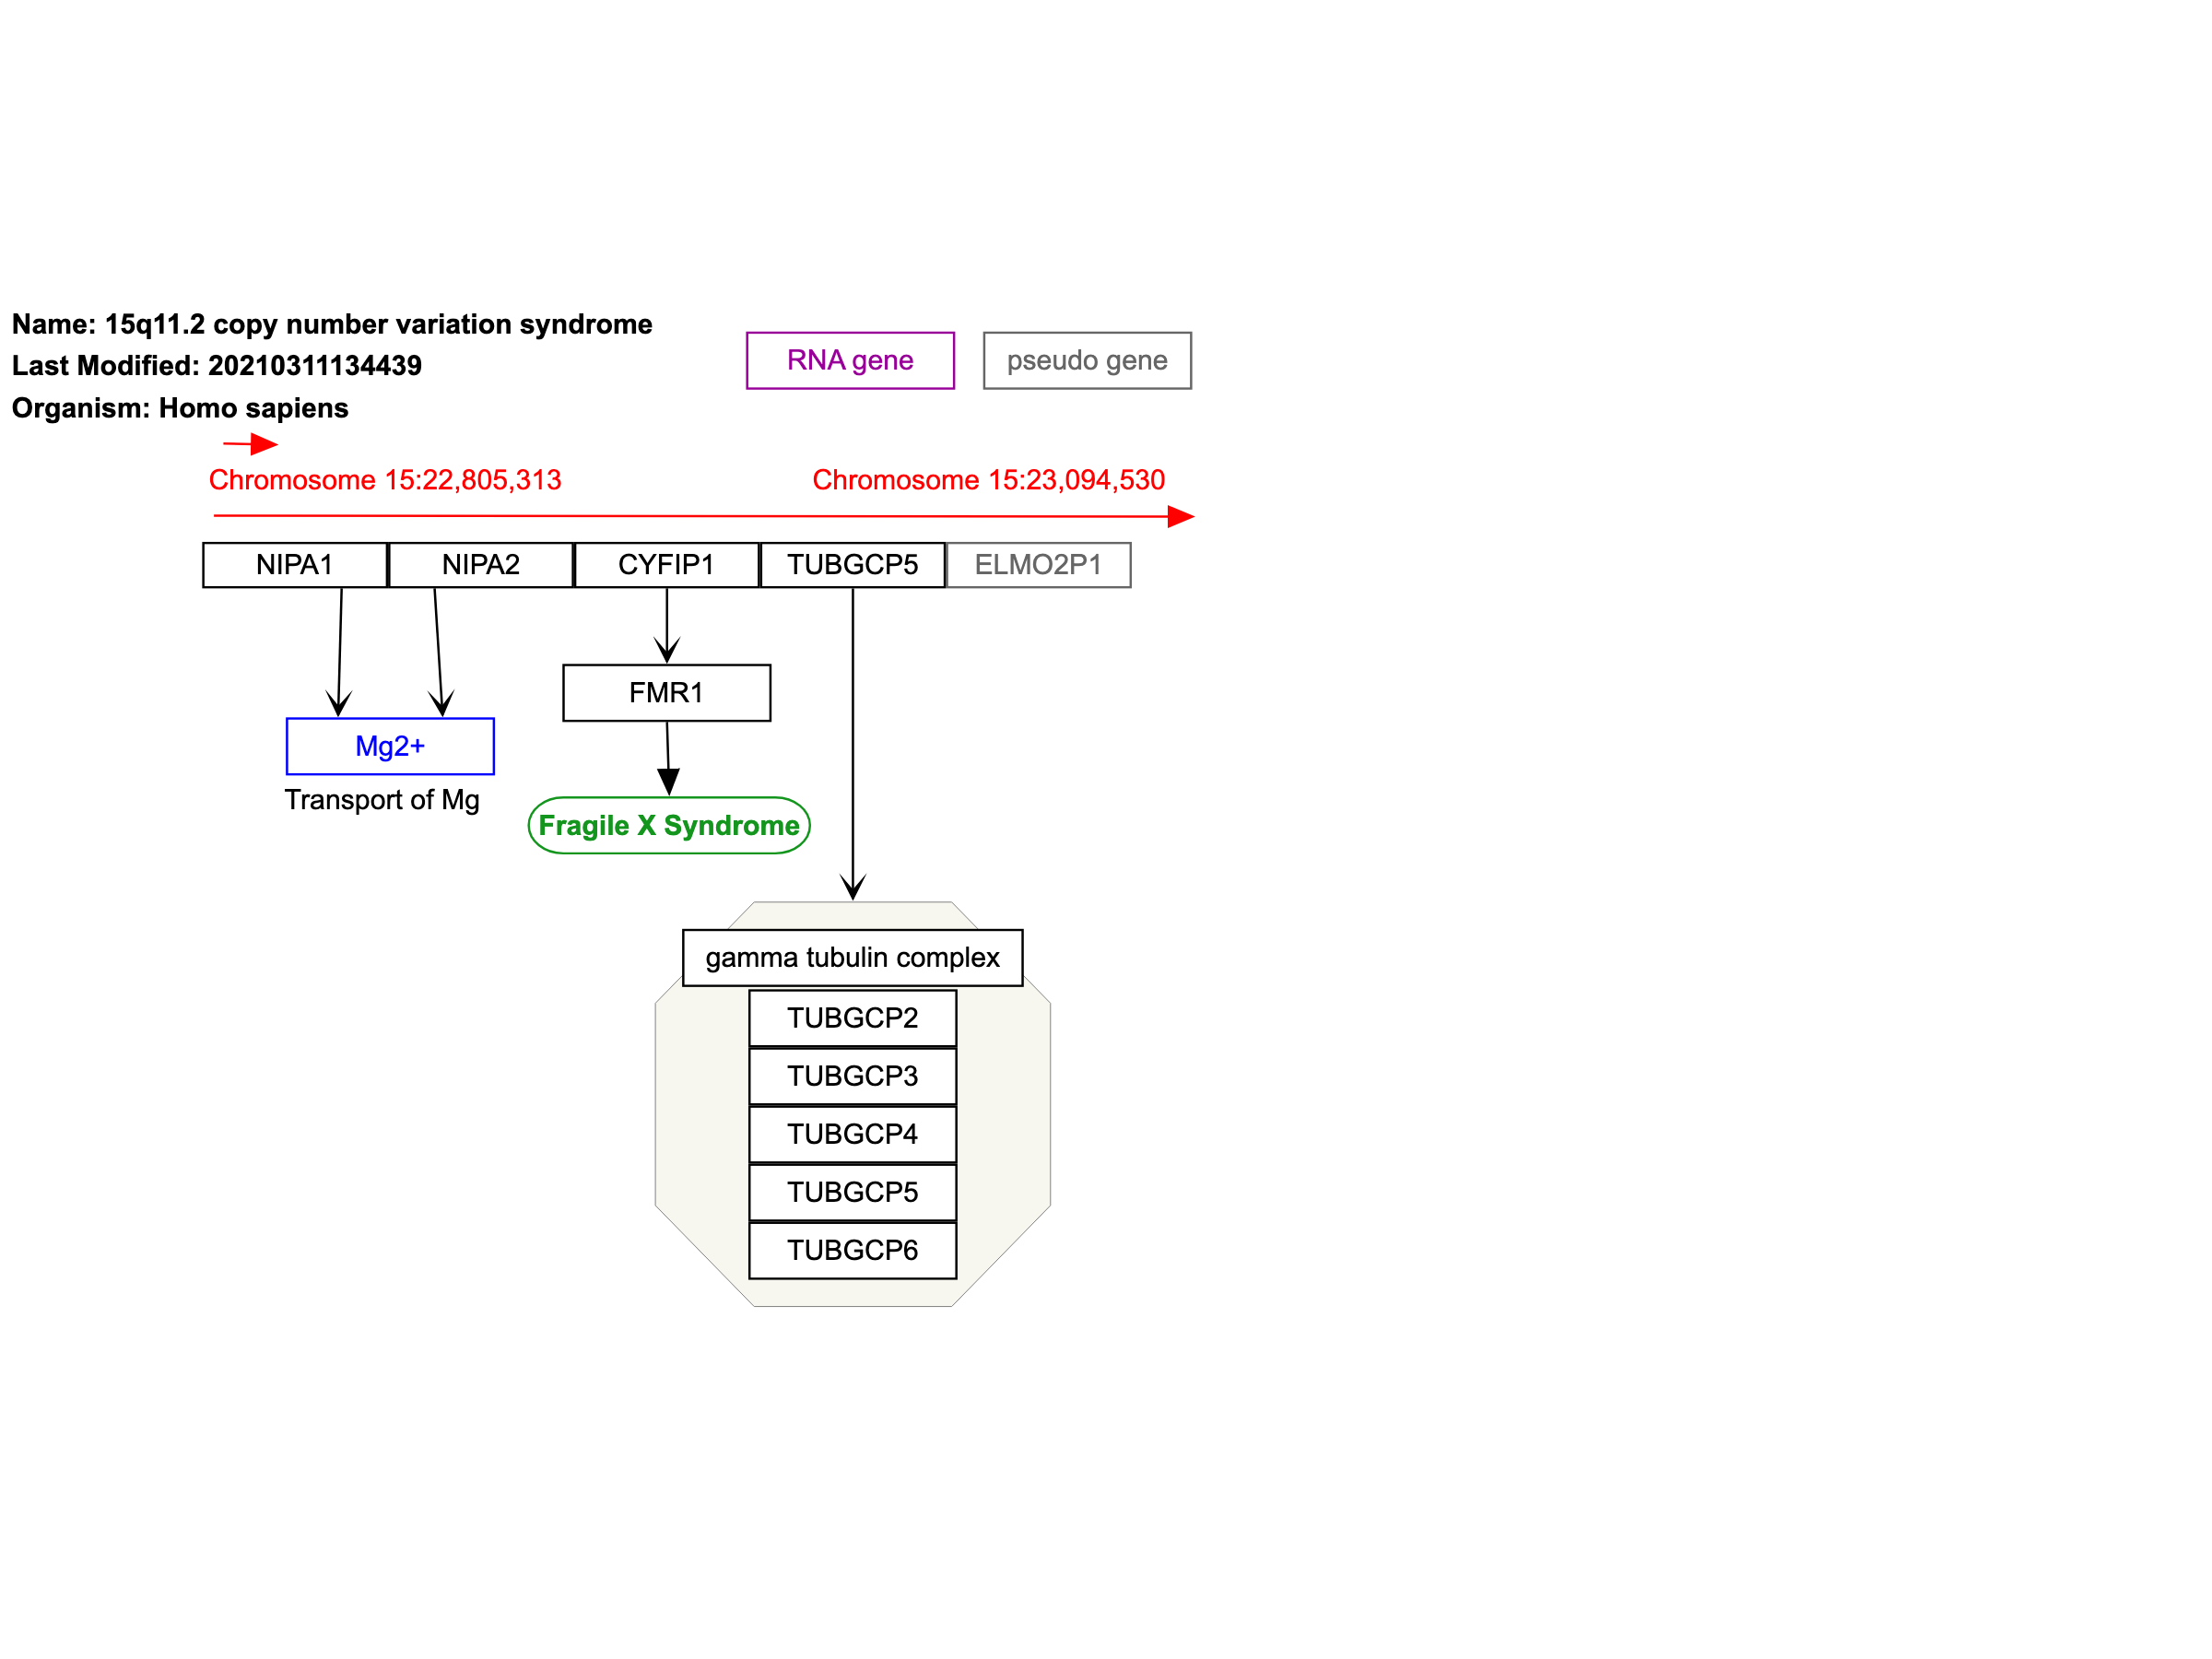 Name: 15q11.2 copy number variation syndrome
Last Modified: 20210311134439
Organism: Homo sapiens
RNA gene
pseudo gene
Chromosome 15:22,805,313
Chromosome 15:23,094,530
NIPA1
NIPA2
CYFIP1
TUBGCP5
ELMO2P1
FMR1
Mg2+
Transport of Mg
Fragile X Syndrome
gamma tubulin complex
TUBGCP2
TUBGCP3
TUBGCP4
TUBGCP5
TUBGCP6